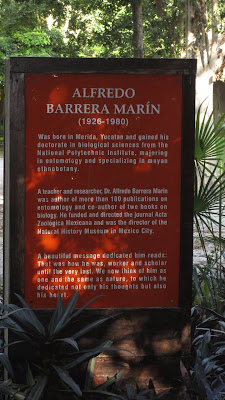 ALFREDO
BARRERA MARÍN
(1926-1980)
Was born in Merida, Yucatan and gained his
doctorate in biological sciences from the
National Polytechnic Institute, majoring
in entomology and specializing in mayan
ethnobotany.
A teacher and researcher, Dr. Alfredo Barrera Marín
was author of more than 100 publications on
entomology and co-author of two books on
biology. He funded and directed the journal Acta
Zoologica Mexicana and was the director of the
Natural History Museum in Mexico City.
A beautiful message dedicated him reads:
That was how he was, worker and scholar
until the very last. We now think of him as
one and the same as nature, to which he
dedicated not only his thoughts but also
his heart.